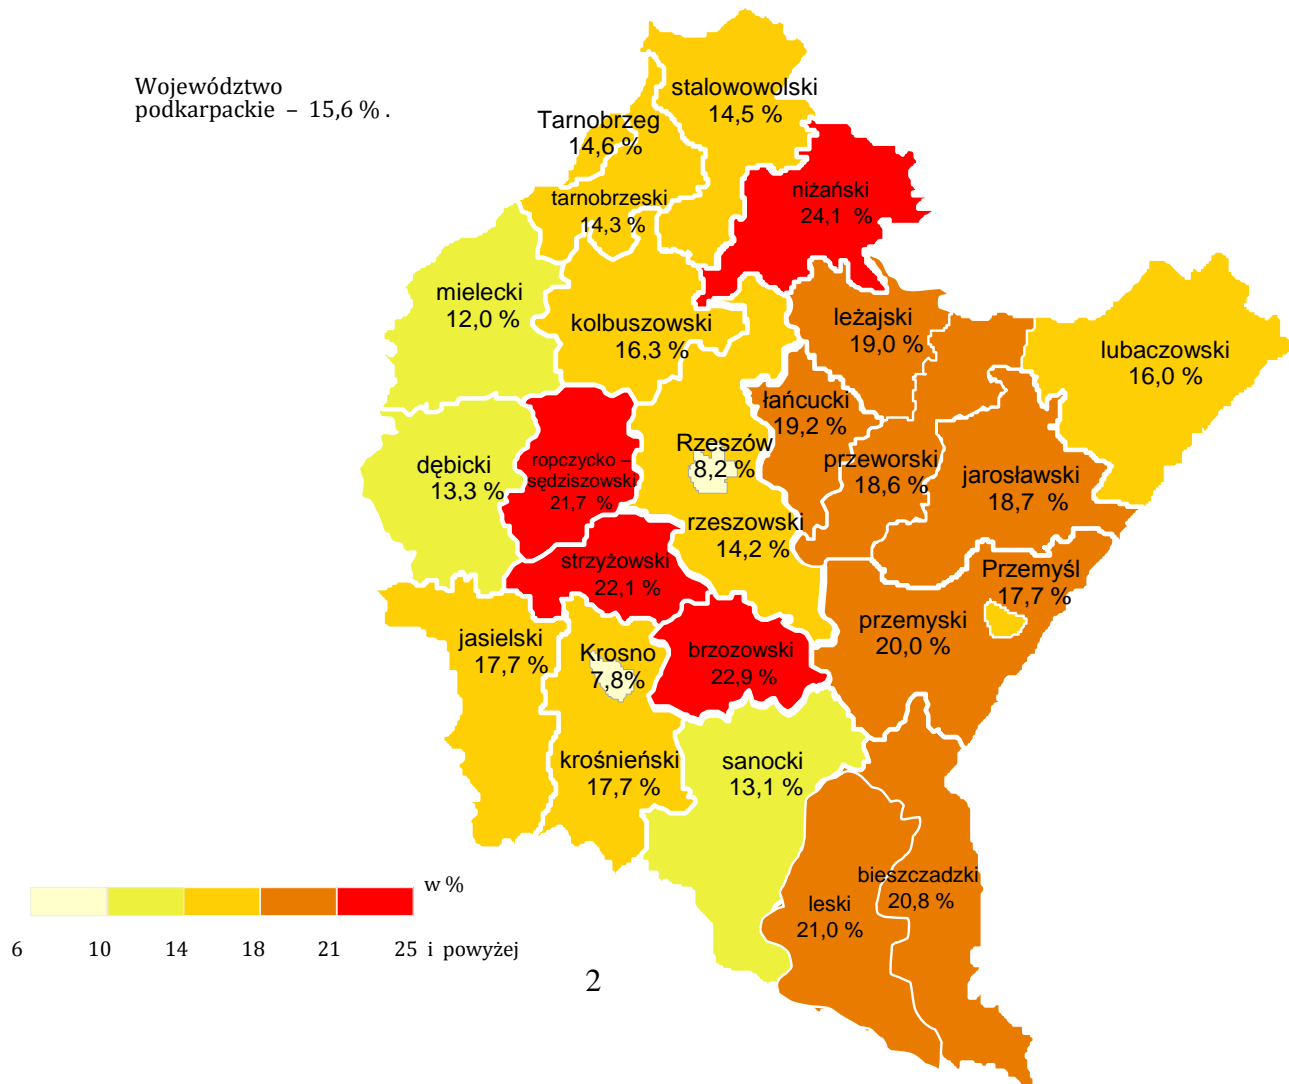 Województwo
podkarpackie – 15,6 % .
stalowowolski
14,5 %
Tarnobrzeg
14,6 %
niżański
24,1 %
tarnobrzeski
14,3 %
mielecki
12,0 %
kolbuszowski
16,3 %
leżajski
19,0 %
lubaczowski
16,0 %
łańcucki
19,2 %
Rzeszów
8,2 %
dębicki
13,3 %
ropczycko –
sędziszowski
21,7 %
przeworski
18,6 %
jarosławski
18,7 %
rzeszowski
14,2 %
strzyżowski
22,1 %
Przemyśl
17,7 %
przemyski
20,0 %
jasielski
17,7 %
Krosno
7,8%
brzozowski
22,9 %
krośnieński
17,7 %
sanocki
13,1 %
bieszczadzki
20,8 %
leski
21,0 %
w %
6 10 14 18 21 25 i powyżej
2